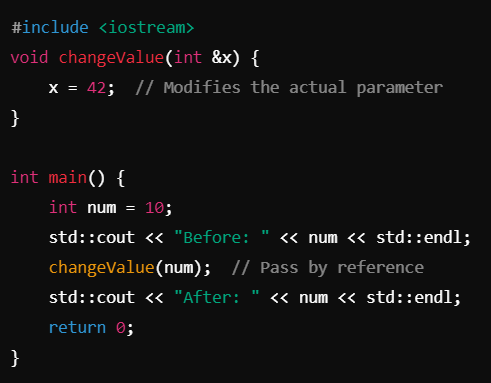 #include <iostream>
void changeValue(int &x) {
    x = 42;  // Modifies the actual parameter
}

int main() {
    int num = 10;
    std::cout << "Before: " << num << std::endl;
    changeValue(num);  // Pass by reference
    std::cout << "After: " << num << std::endl;
    return 0;
}